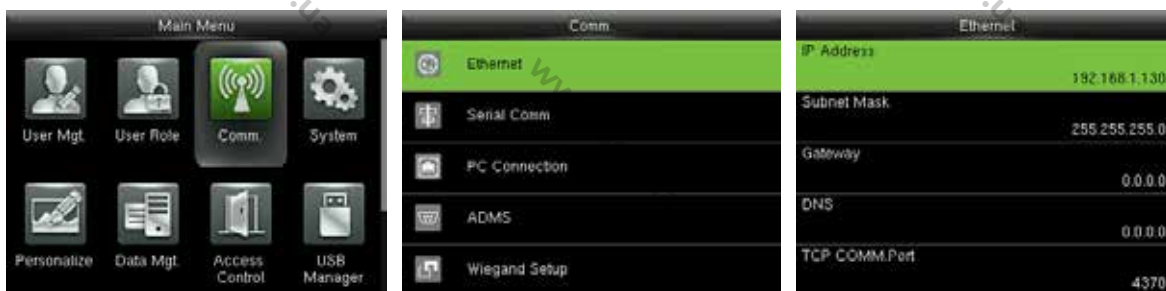 Main Menu
User Mgt.
User Role
Comm.
System
Personalize
Data Mgt.
Access
Control
USB
Manager
Comm.
Ethernet
Serial Comm
PC Connection
ADMS
Wiegand Setup
Ethernet
IP Address
192.168.1.130
Subnet Mask
255.255.255.0
Gateway
0.0.0.0
DNS
0.0.0.0
TCP COMM.Port
4370